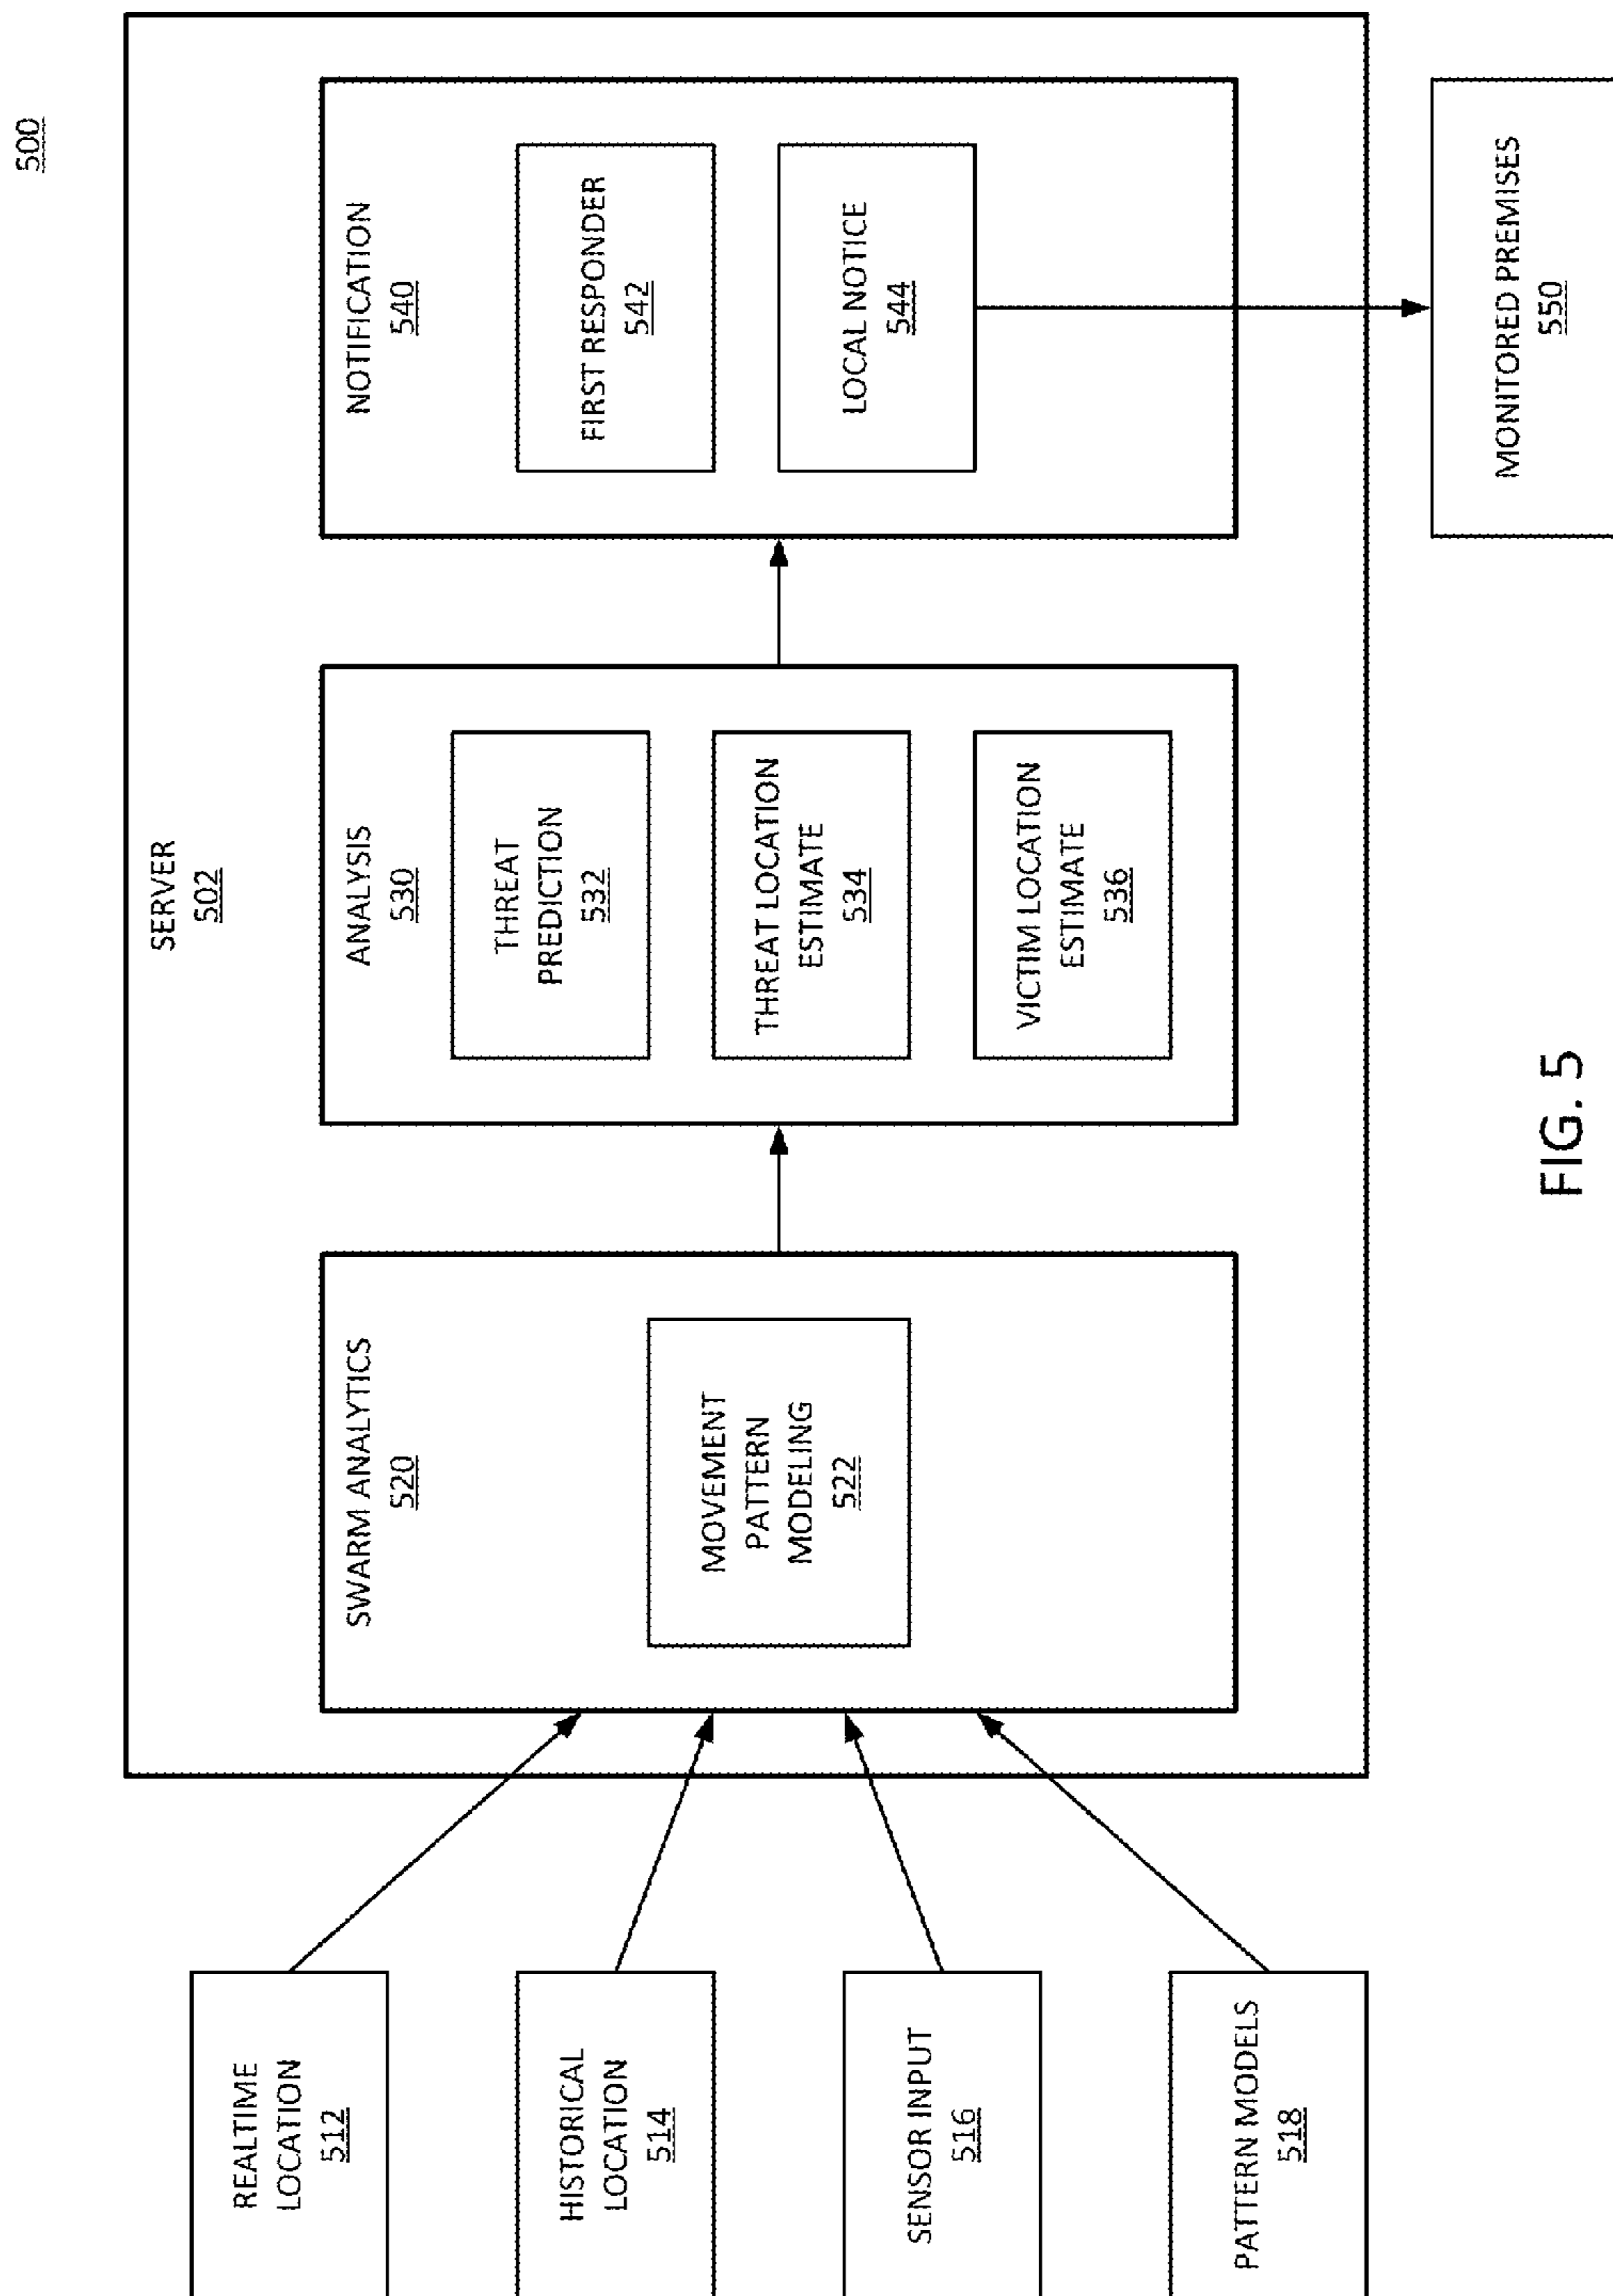 500
SERVER
502
REALTIME
LOCATION
512
HISTORICAL
LOCATION
514
SENSOR INPUT
516
PATTERN MODELS
518
SWARM ANALYTICS
520
MOVEMENT
PATTERN
MODELING
522
ANALYSIS
530
THREAT
PREDICTION
532
THREAT LOCATION
ESTIMATE
534
VICTIM LOCATION
ESTIMATE
536
NOTIFICATION
540
FIRST RESPONDER
542
LOCAL NOTICE
544
MONITORED PREMISES
550
FIG. 5